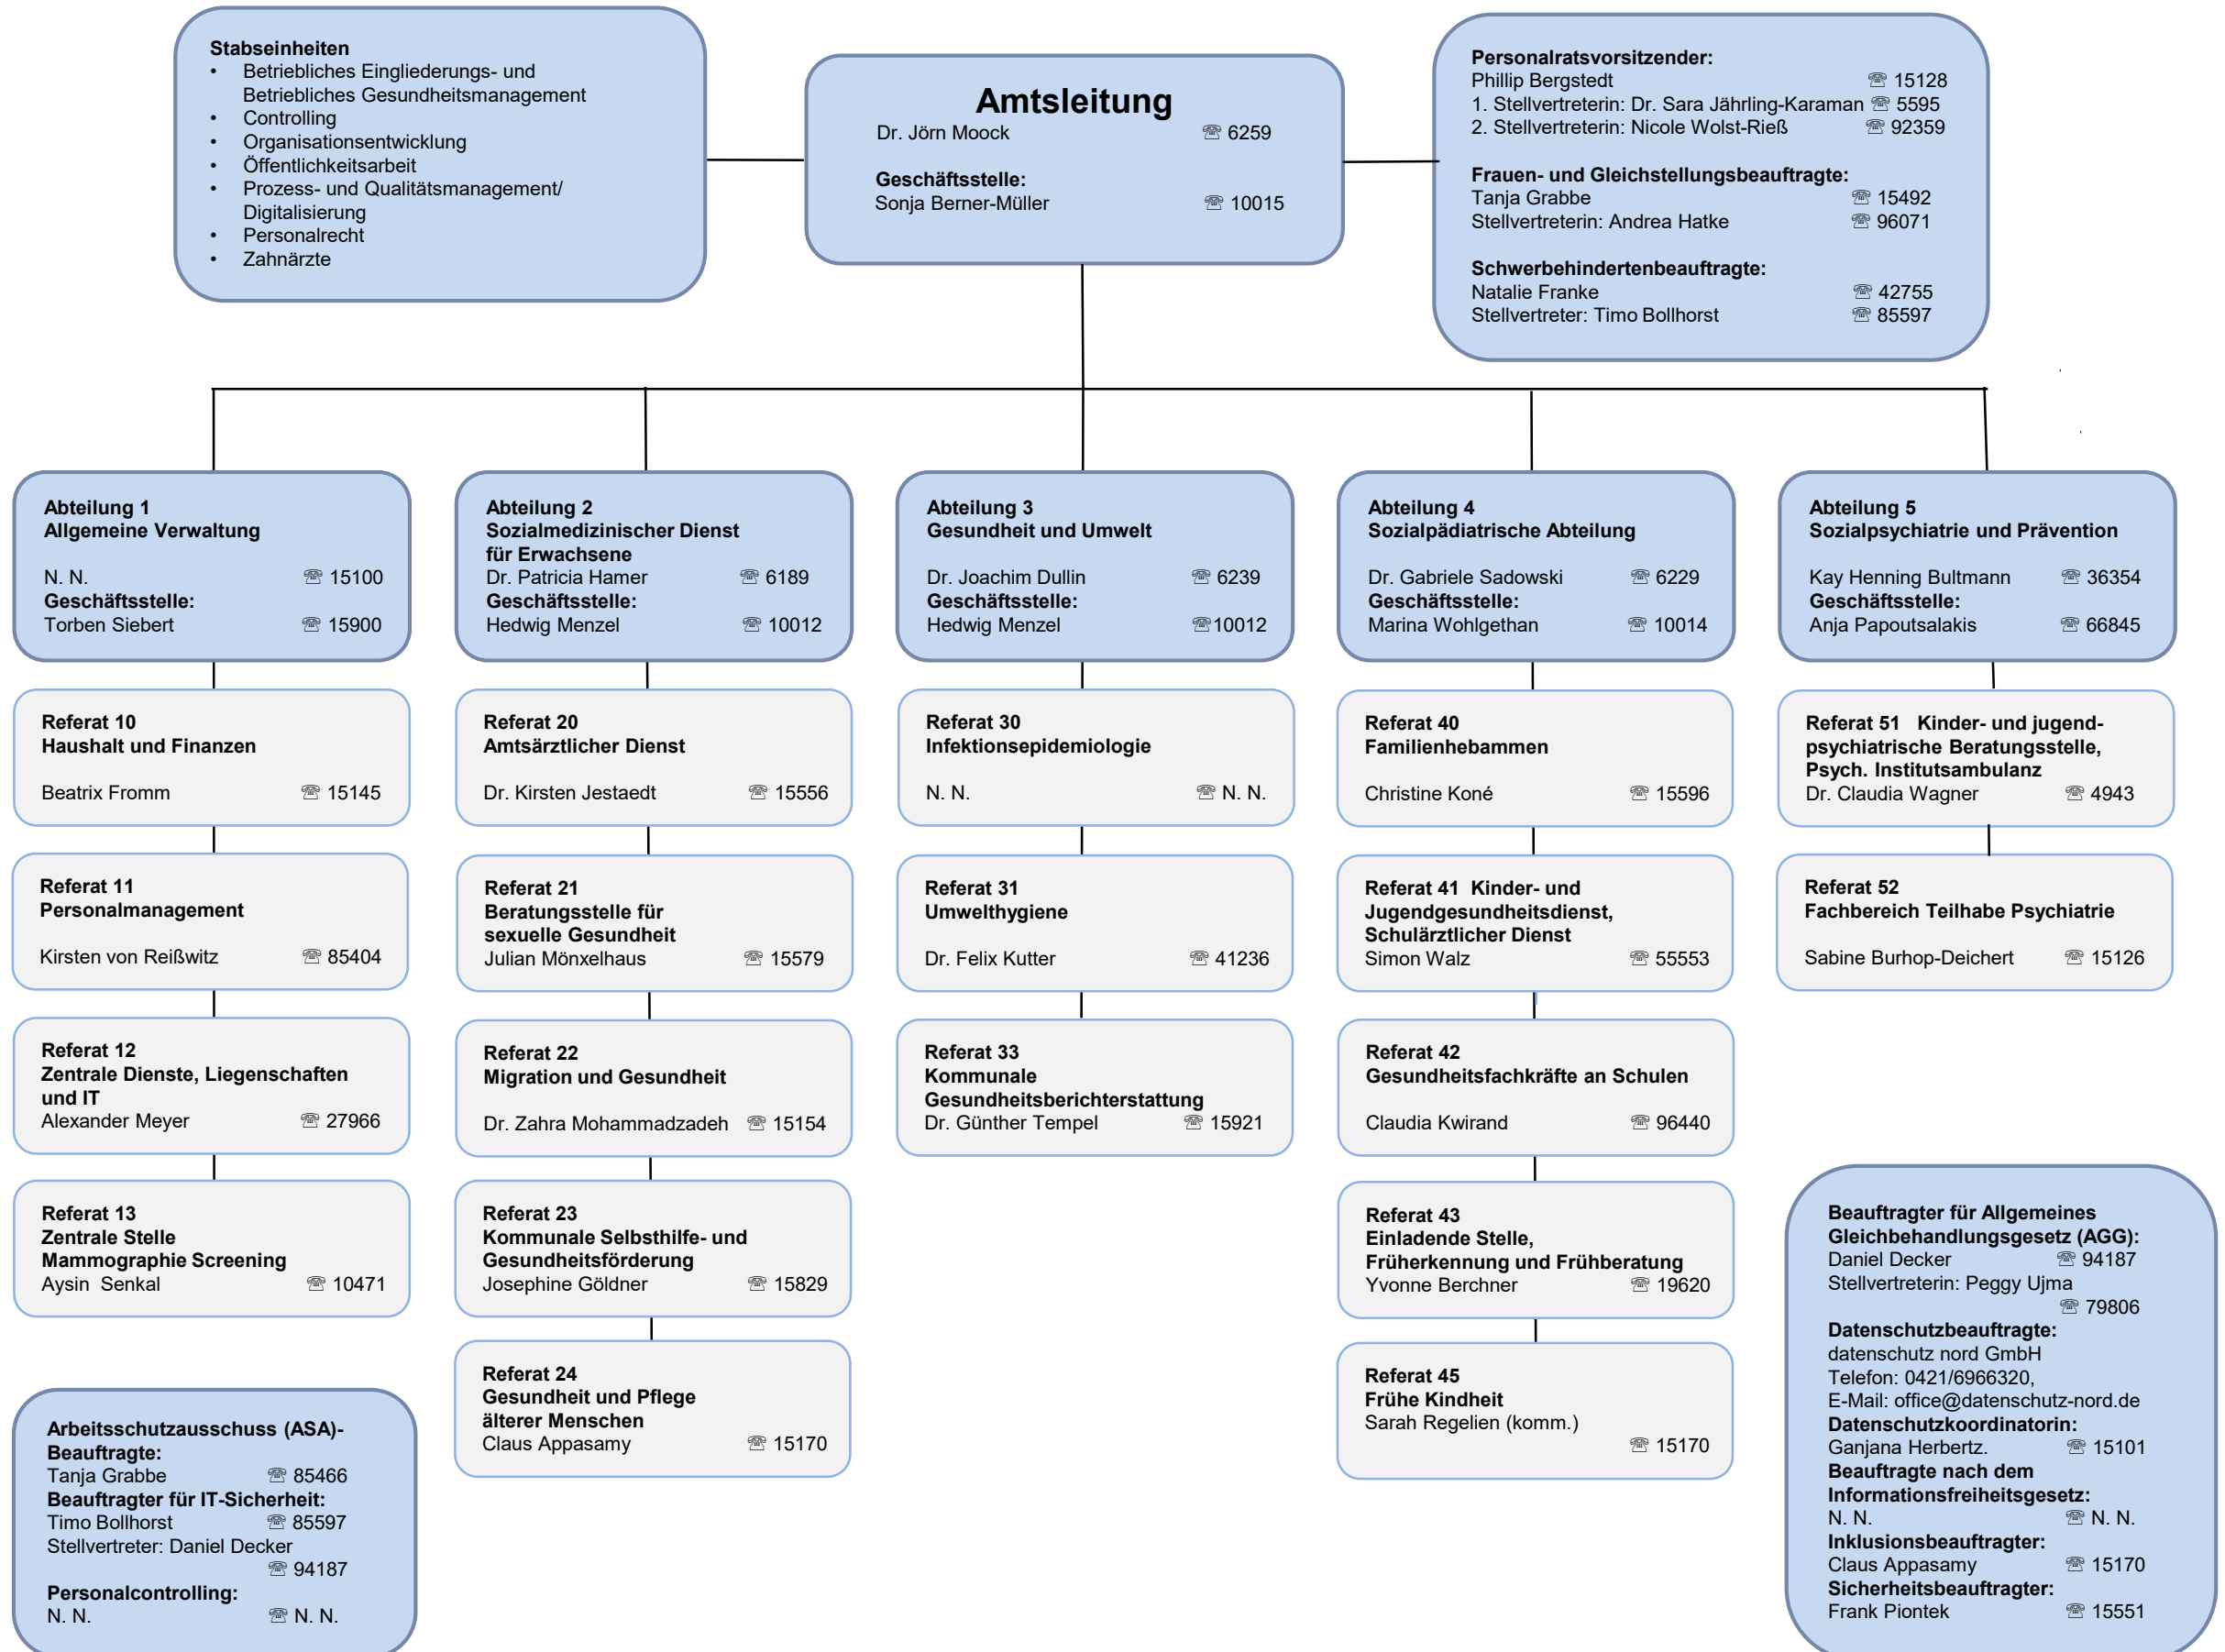 Stabseinheiten
• Betriebliches Eingliederungs- und
Betriebliches Gesundheitsmanagement
• Controlling
• Organisationsentwicklung
• Öffentlichkeitsarbeit
• Prozess- und Qualitätsmanagement/
Digitalisierung
• Personalrecht
• Zahnärzte
Amtsleitung
Dr. Jörn Moock ☏ 6259
Geschäftsstelle:
Sonja Berner-Müller ☏ 10015
Personalratsvorsitzender:
Phillip Bergstedt ☏ 15128
1. Stellvertreterin: Dr. Sara Jährling-Karaman ☏ 5595
2. Stellvertreterin: Nicole Wolst-Rieß ☏ 92359
Frauen- und Gleichstellungsbeauftragte:
Tanja Grabbe ☏ 15492
Stellvertreterin: Andrea Hatke ☏ 96071
Schwerbehindertenbeauftragte:
Natalie Franke ☏ 42755
Stellvertreter: Timo Bollhorst ☏ 85597
Abteilung 1
Allgemeine Verwaltung
N. N. ☏ 15100
Geschäftsstelle:
Torben Siebert ☏ 15900
Referat 10
Haushalt und Finanzen
Beatrix Fromm ☏ 15145
Referat 11
Personalmanagement
Kirsten von Reißwitz ☏ 85404
Referat 12
Zentrale Dienste, Liegenschaften
und IT
Alexander Meyer ☏ 27966
Referat 13
Zentrale Stelle
Mammographie Screening
Aysin Senkal ☏ 10471
Abteilung 2
Sozialmedizinischer Dienst
für Erwachsene
Dr. Patricia Hamer ☏ 6189
Geschäftsstelle:
Hedwig Menzel ☏ 10012
Referat 20
Amtsärztlicher Dienst
Dr. Kirsten Jestaedt ☏ 15556
Referat 21
Beratungsstelle für
sexuelle Gesundheit
Julian Mönxelhaus ☏ 15579
Referat 22
Migration und Gesundheit
Dr. Zahra Mohammadzadeh ☏ 15154
Referat 23
Kommunale Selbsthilfe- und
Gesundheitsförderung
Josephine Göldner ☏ 15829
Referat 24
Gesundheit und Pflege
älterer Menschen
Claus Appasamy ☏ 15170
Abteilung 3
Gesundheit und Umwelt
Dr. Joachim Dullin ☏ 6239
Geschäftsstelle:
Hedwig Menzel ☏10012
Referat 30
Infektionsepidemiologie
N. N. ☏ N. N.
Referat 31
Umwelthygiene
Dr. Felix Kutter ☏ 41236
Referat 33
Kommunale
Gesundheitsberichterstattung
Dr. Günther Tempel ☏ 15921
Abteilung 4
Sozialpädiatrische Abteilung
Dr. Gabriele Sadowski ☏ 6229
Geschäftsstelle:
Marina Wohlgethan ☏ 10014
Referat 40
Familienhebammen
Christine Koné ☏ 15596
Referat 41 Kinder- und
Jugendgesundheitsdienst,
Schulärztlicher Dienst
Simon Walz ☏ 55553
Referat 42
Gesundheitsfachkräfte an Schulen
Claudia Kwirand ☏ 96440
Referat 43
Einladende Stelle,
Früherkennung und Frühberatung
Yvonne Berchner ☏ 19620
Referat 45
Frühe Kindheit
Sarah Regelien (komm.)
☏ 15170
Abteilung 5
Sozialpsychiatrie und Prävention
Kay Henning Bultmann ☏ 36354
Geschäftsstelle:
Anja Papoutsalakis ☏ 66845
Referat 51 Kinder- und jugend-
psychiatrische Beratungsstelle,
Psych. Institutsambulanz
Dr. Claudia Wagner ☏ 4943
Referat 52
Fachbereich Teilhabe Psychiatrie
Sabine Burhop-Deichert ☏ 15126
Arbeitsschutzausschuss (ASA)-
Beauftragte:
Tanja Grabbe ☏ 85466
Beauftragter für IT-Sicherheit:
Timo Bollhorst ☏ 85597
Stellvertreter: Daniel Decker
☏ 94187
Personalcontrolling:
N. N. ☏ N. N.
Beauftragter für Allgemeines
Gleichbehandlungsgesetz (AGG):
Daniel Decker ☏ 94187
Stellvertreterin: Peggy Ujma
☏ 79806
Datenschutzbeauftragte:
datenschutz nord GmbH
Telefon: 0421/6966320,
E-Mail: office@datenschutz-nord.de
Datenschutzkoordinatorin:
Ganjana Herbertz. ☏ 15101
Beauftragte nach dem
Informationsfreiheitsgesetz:
N. N. ☏ N. N.
Inklusionsbeauftragter:
Claus Appasamy ☏ 15170
Sicherheitsbeauftragter:
Frank Piontek ☏ 15551